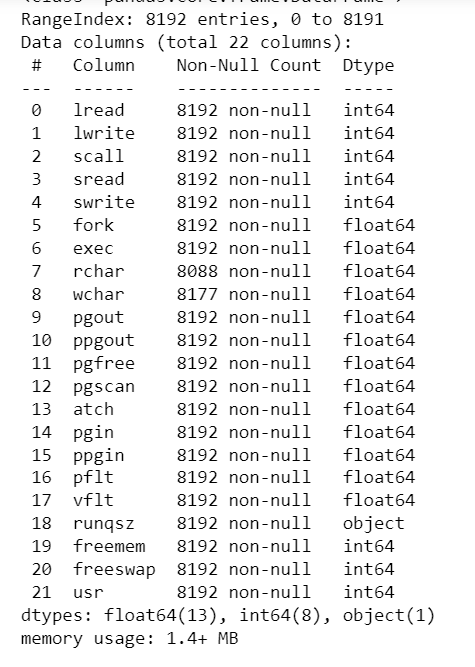 RangeIndex: 8192 entries, 0 to 8191
Data columns (total 22 columns):
 #   Column    Non-Null Count  Dtype
---  ------    --------------  -----
 0   lread     8192 non-null   int64
 1   lwrite    8192 non-null   int64
 2   scall     8192 non-null   int64
 3   sread     8192 non-null   int64
 4   swrite    8192 non-null   int64
 5   fork      8192 non-null   float64
 6   exec      8192 non-null   float64
 7   rchar     8088 non-null   float64
 8   wchar     8177 non-null   float64
 9   pgout     8192 non-null   float64
 10  ppgout    8192 non-null   float64
 11  pgfree    8192 non-null   float64
 12  pgscan    8192 non-null   float64
 13  atch      8192 non-null   float64
 14  pgin      8192 non-null   float64
 15  ppgin     8192 non-null   float64
 16  pflt      8192 non-null   float64
 17  vflt      8192 non-null   float64
 18  runqsz    8192 non-null   object
 19  freemem   8192 non-null   int64
 20  freeswap  8192 non-null   int64
 21  usr       8192 non-null   int64
dtypes: float64(13), int64(8), object(1)
memory usage: 1.4+ MB